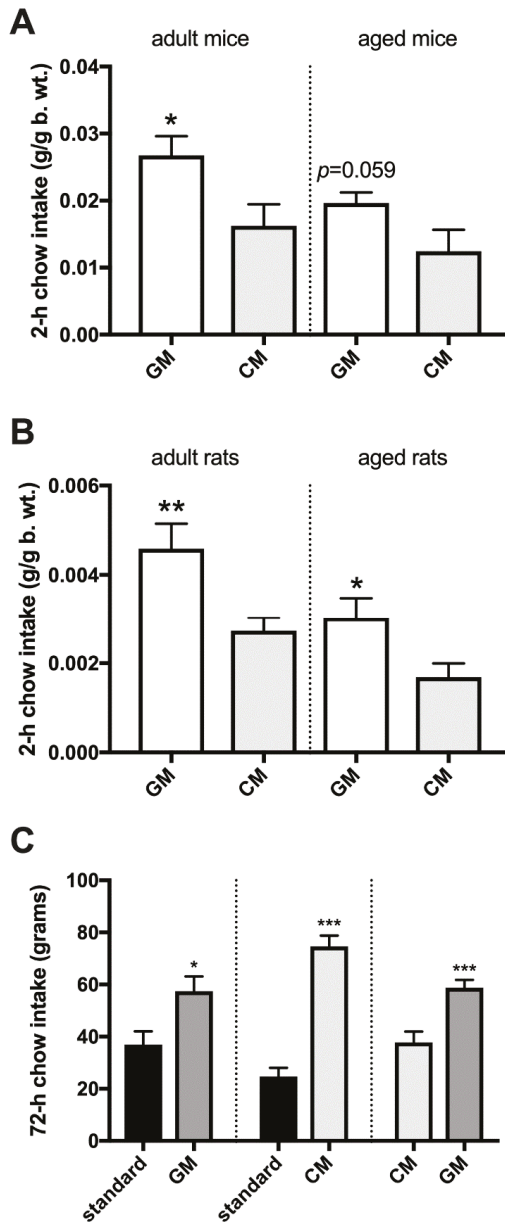 A
adult mice
aged mice
2-h chow intake (g/g b. wt.)
0.04
0.03
0.02
0.01
0.00
*
p=0.059
GM
CM
GM
CM
B
adult rats
aged rats
2-h chow intake (g/g b. wt.)
0.006
0.004
0.002
0.000
**
*
GM
CM
GM
CM
C
72-h chow intake (grams)
100
80
60
40
20
0
*
***
***
standard
GM
standard
CM
CM
GM